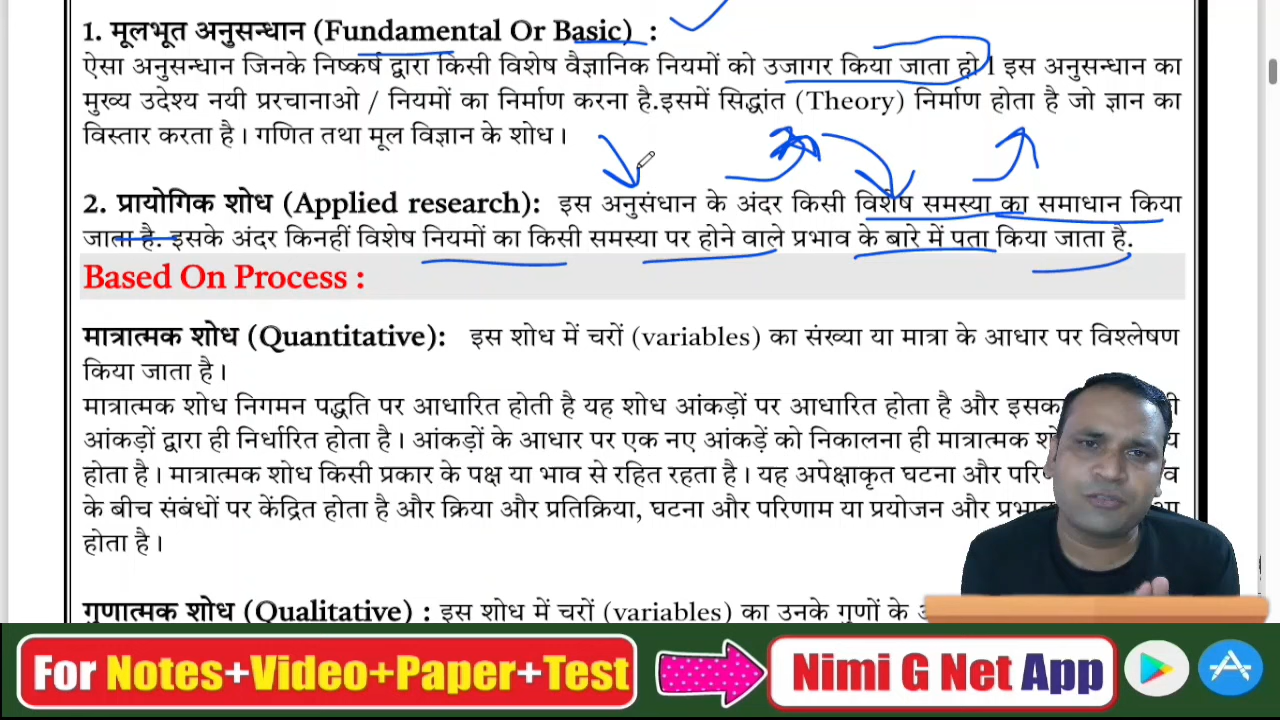 1. मूलभूत अनुसन्धान (Fundamental Or Basic) :
ऐसा अनुसन्धान जिनके निष्कर्ष द्वारा किसी विशेष वैज्ञानिक नियमों को उजागर किया जाता हो । इस अनुसन्धान का
मुख्य उदेश्य नयी प्ररचानाओ / नियमों का निर्माण करना है.इसमें सिद्धांत (Theory) निर्माण होता है जो ज्ञान का
विस्तार करता है। गणित तथा मूल विज्ञान के शोध।
2. प्रायोगिक शोध (Applied research): इस अनुसंधान के अंदर किसी विशेष समस्या का समाधान किया
जाता है. इसके अंदर किनहीं विशेष नियमों का किसी समस्या पर होने वाले प्रभाव के बारे में पता किया जाता है.
Based On Process :
मात्रात्मक शोध (Quantitative): इस शोध में चरों (variables) का संख्या या मात्रा के आधार पर विश्लेषण
किया जाता है।
मात्रात्मक शोध निगमन पद्धति पर आधारित होती है यह शोध आंकड़ों पर आधारित होता है और इसका
आंकड़ों द्वारा ही निर्धारित होता है। आंकड़ों के आधार पर एक नए आंकड़ें को निकालना ही मात्रात्मक
होता है। मात्रात्मक शोध किसी प्रकार के पक्ष या भाव से रहित रहता है। यह अपेक्षाकृत घटना और
के बीच संबंधों पर केंद्रित होता है और क्रिया और प्रतिक्रिया, घटना और परिणाम या प्रयोजन और
होता है।
गुणात्मक शोध (Qualitative) : इस शोध में चरों (variables) का उनके गुणों के
For Notes+Video+Paper+Test Nimi G Net App